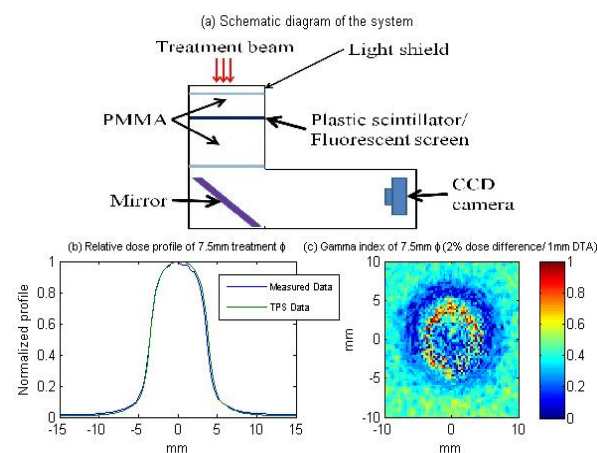 (a) Schematic diagram of the system
Treatment beam
Light shield
PMMA
Plastic scintillator/
Fluorescent screen
Mirror
CCD
camera
(b) Relative dose profile of 7.5mm treatment ϕ
Normalized profile
1
0.8
0.6
0.4
0.2
0
-15 -10 -5 0 5 10 15
mm
Measured Data
TPS Data
(c) Gamma index of 7.5mm ϕ (2% dose difference/ 1mm DTA)
mm
10
5
0
-5
-10
-10 0 10
mm
1
0.8
0.6
0.4
0.2
0